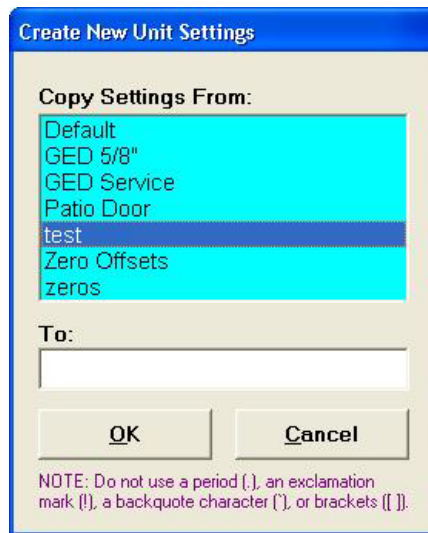 Create New Unit Settings
Copy Settings From:
Default
GED 5/8"
GED Service
Patio Door
test
Zero Offsets
zeros
To:
OK
Cancel
NOTE: Do not use a period (.), an exclamation
mark (!), a backquote character (`), or brackets ([ ]).